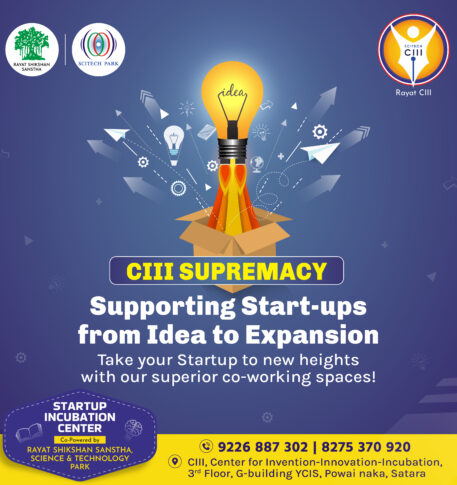 RAYAT SHIKSHAN
SANSTHA
SCITECH PARK
CIII
Rayat CIII
idea
CIII SUPREMACY
Supporting Start-ups
from Idea to Expansion
Take your Startup to new heights
with our superior co-working spaces!
STARTUP
INCUBATION
CENTER
Co-Powered by
RAYAT SHIKSHAN SANSTHA,
SCIENCE & TECHNOLOGY
PARK
9226 887 302 | 8275 370 920
CIII, Center for Invention-Innovation-Incubation,
3rd Floor, G-building YCIS, Powai naka, Satara